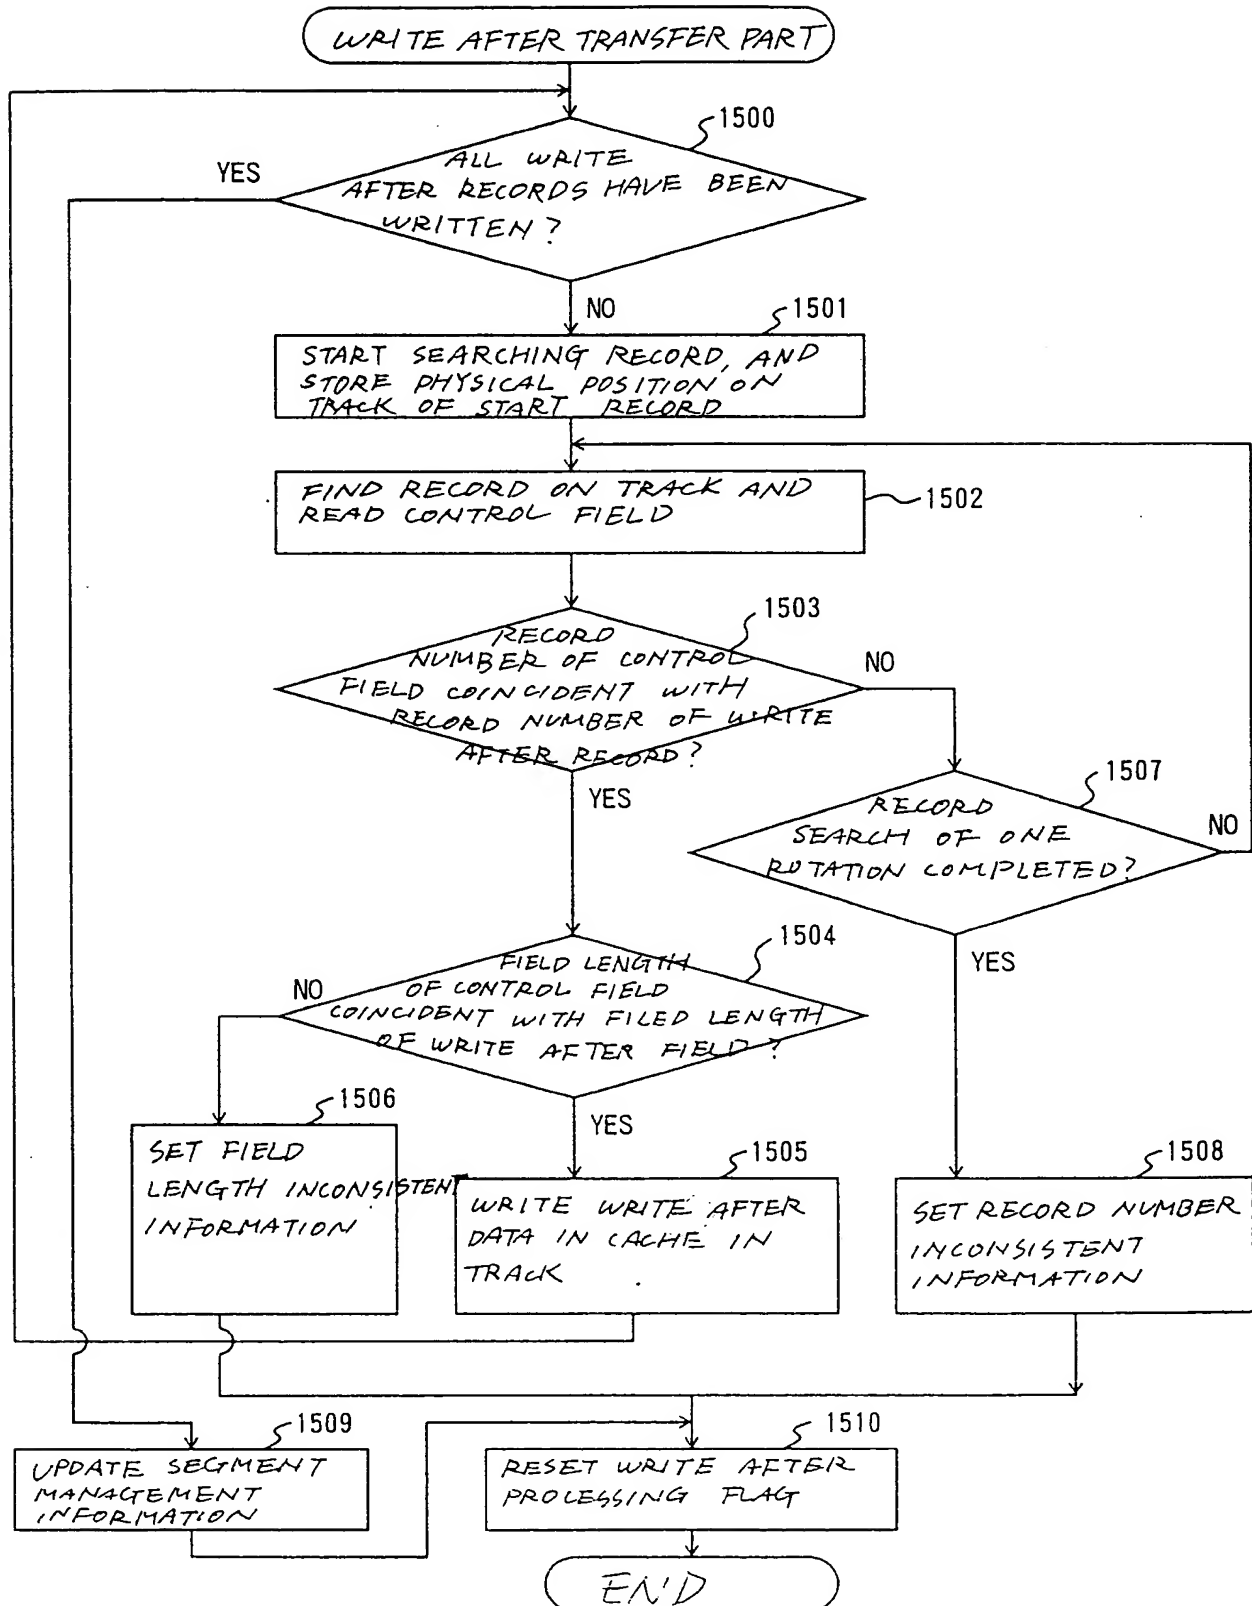 WRITE AFTER TRANSFER PART
1500
ALL WRITE
AFTER RECORDS HAVE BEEN
WRITTEN?
YES
NO
1501
START SEARCHING RECORD, AND
STORE PHYSICAL POSITION ON
TRACK OF START RECORD
FIND RECORD ON TRACK AND
READ CONTROL FIELD
1502
1503
RECORD
NUMBER OF CONTROL
FIELD COINCIDENT WITH
RECORD NUMBER OF WRITE
AFTER RECORD?
NO
YES
1507
RECORD
SEARCH OF ONE
ROTATION COMPLETED?
NO
YES
1504
FIELD LENGTH
OF CONTROL FIELD
COINCIDENT WITH FILED LENGTH
OF WRITE AFTER FIELD?
NO
YES
1506
SET FIELD
LENGTH INCONSISTENT
INFORMATION
1505
WRITE WRITE AFTER
DATA IN CACHE IN
TRACK
1508
SET RECORD NUMBER
INCONSISTENT
INFORMATION
1509
UPDATE SEGMENT
MANAGEMENT
INFORMATION
1510
RESET WRITE AFTER
PROCESSING FLAG
END